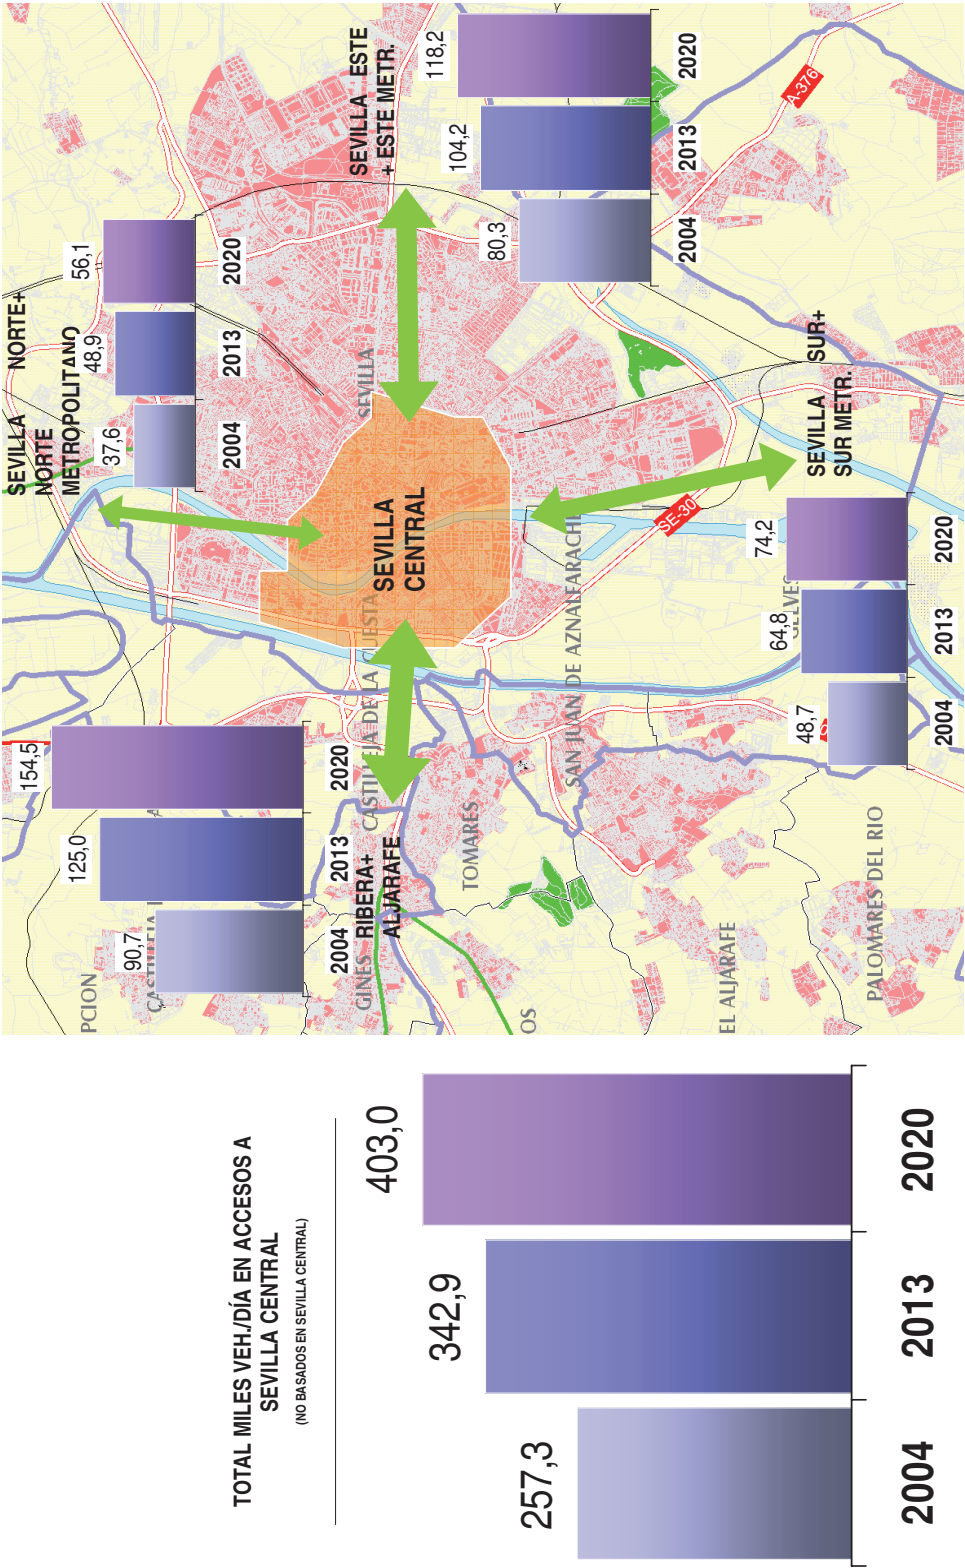 TOTAL MILES VEH./DÍA EN ACCESOS A
SEVILLA CENTRAL
(NO BASADOS EN SEVILLA CENTRAL)
257,3
342,9
403,0
2004
2013
2020
154,5
125,0
90,7
2004
2013
2020
RIBERA+
ALJARAFE
SEVILLA NORTE+
NORTE
METROPOLITANO
37,6
48,9
56,1
2004
2013
2020
SEVILLA ESTE
+ ESTE METR.
80,3
104,2
118,2
2004
2013
2020
SEVILLA SUR+
SUR METR.
48,7
64,8
74,2
2004
2013
2020
SEVILLA
CENTRAL
SEVILLA
PCION
GINES
CASTILLEJA DE LA CUESTA
TOMARES
SAN JUAN DE AZNALFARACHE
GELVES
OS
EL ALJARAFE
PALOMARES DEL RIO
SE-30
A-376